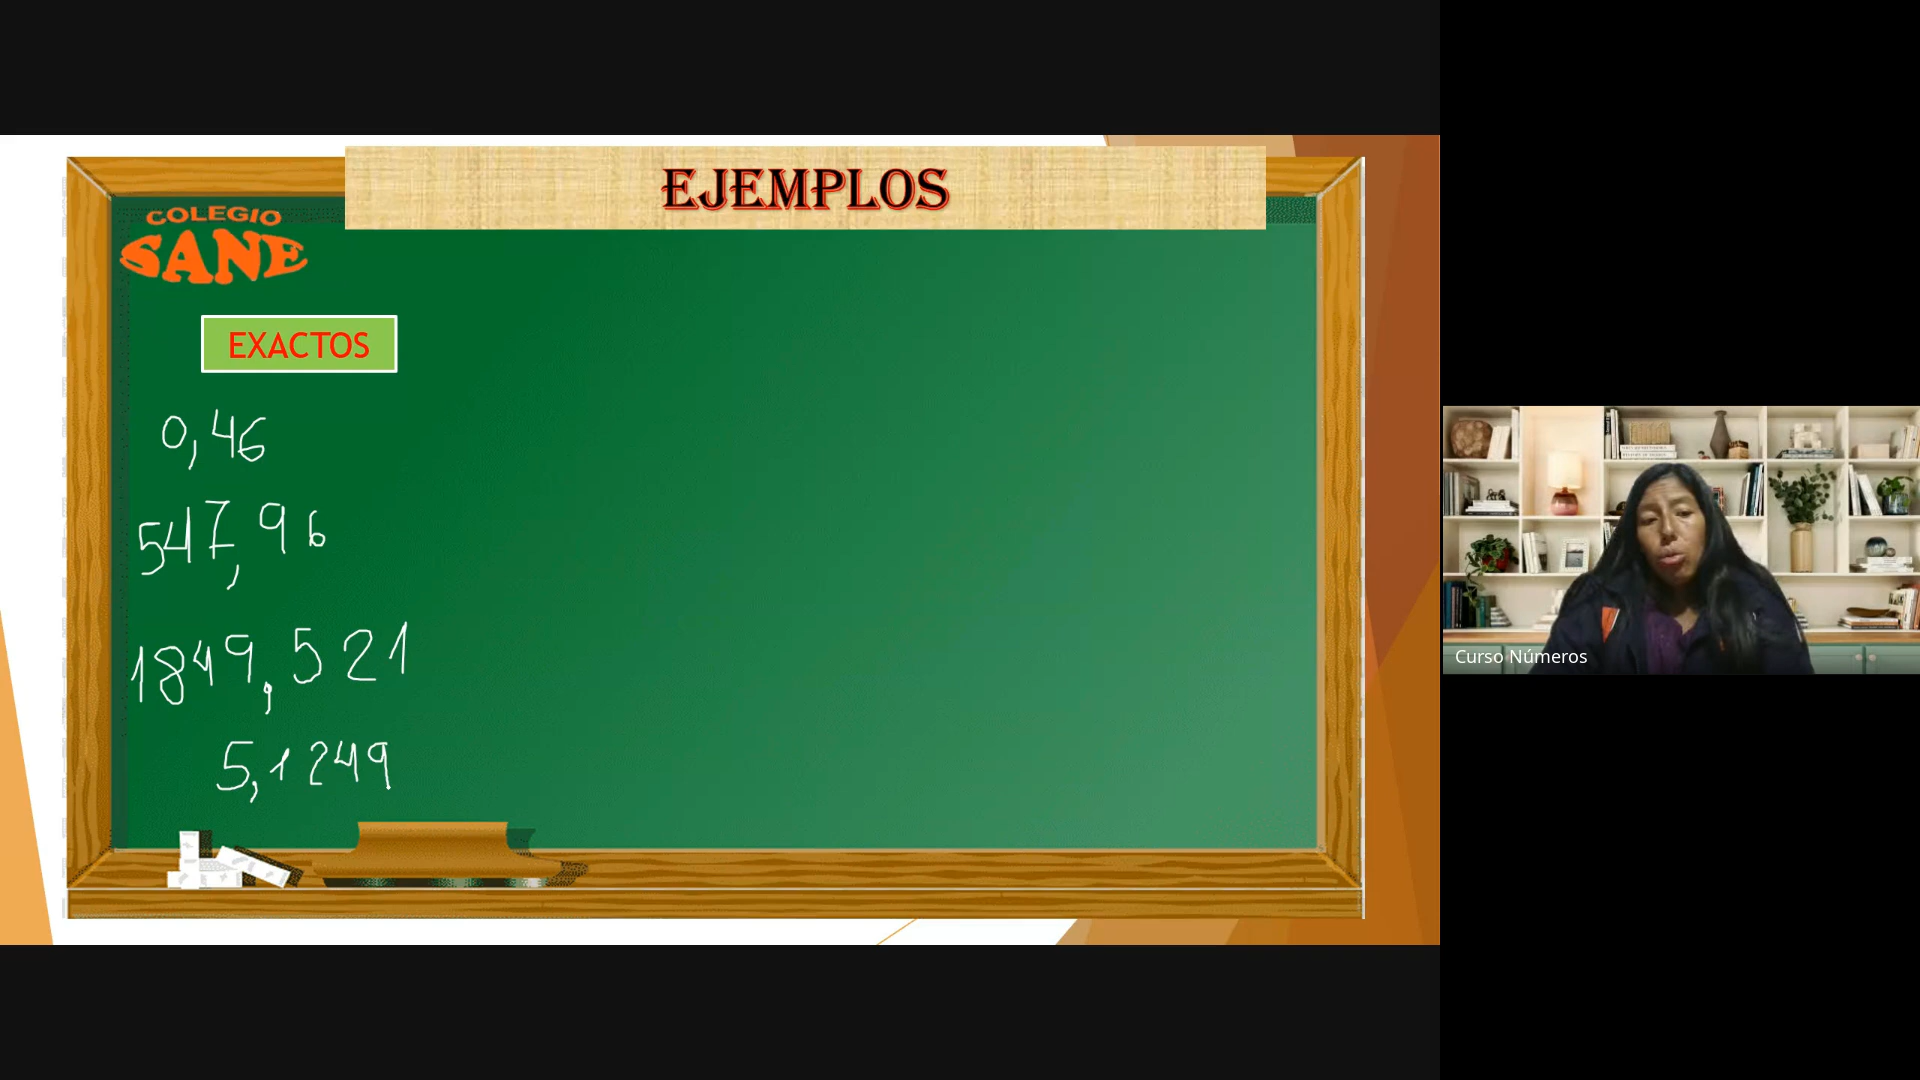 EJEMPLOS
COLEGIO
SANE
EXACTOS
0,46
547,96
1849,521
5,1249
Curso Números